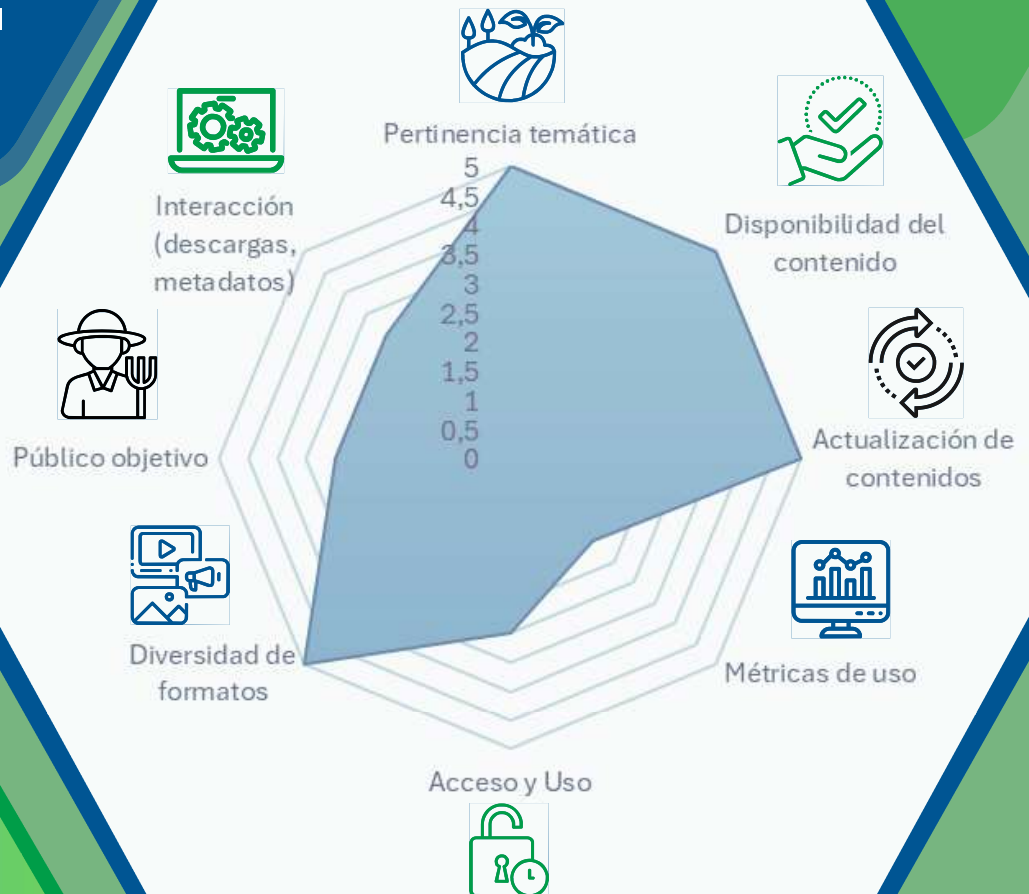 Pertinencia temática
5
4,5
4
3,5
3
2,5
2
1,5
1
0,5
0
Disponibilidad del
contenido
Actualización de
contenidos
Métricas de uso
Acceso y Uso
Diversidad de
formatos
Público objetivo
Interacción
(descargas,
metadatos)